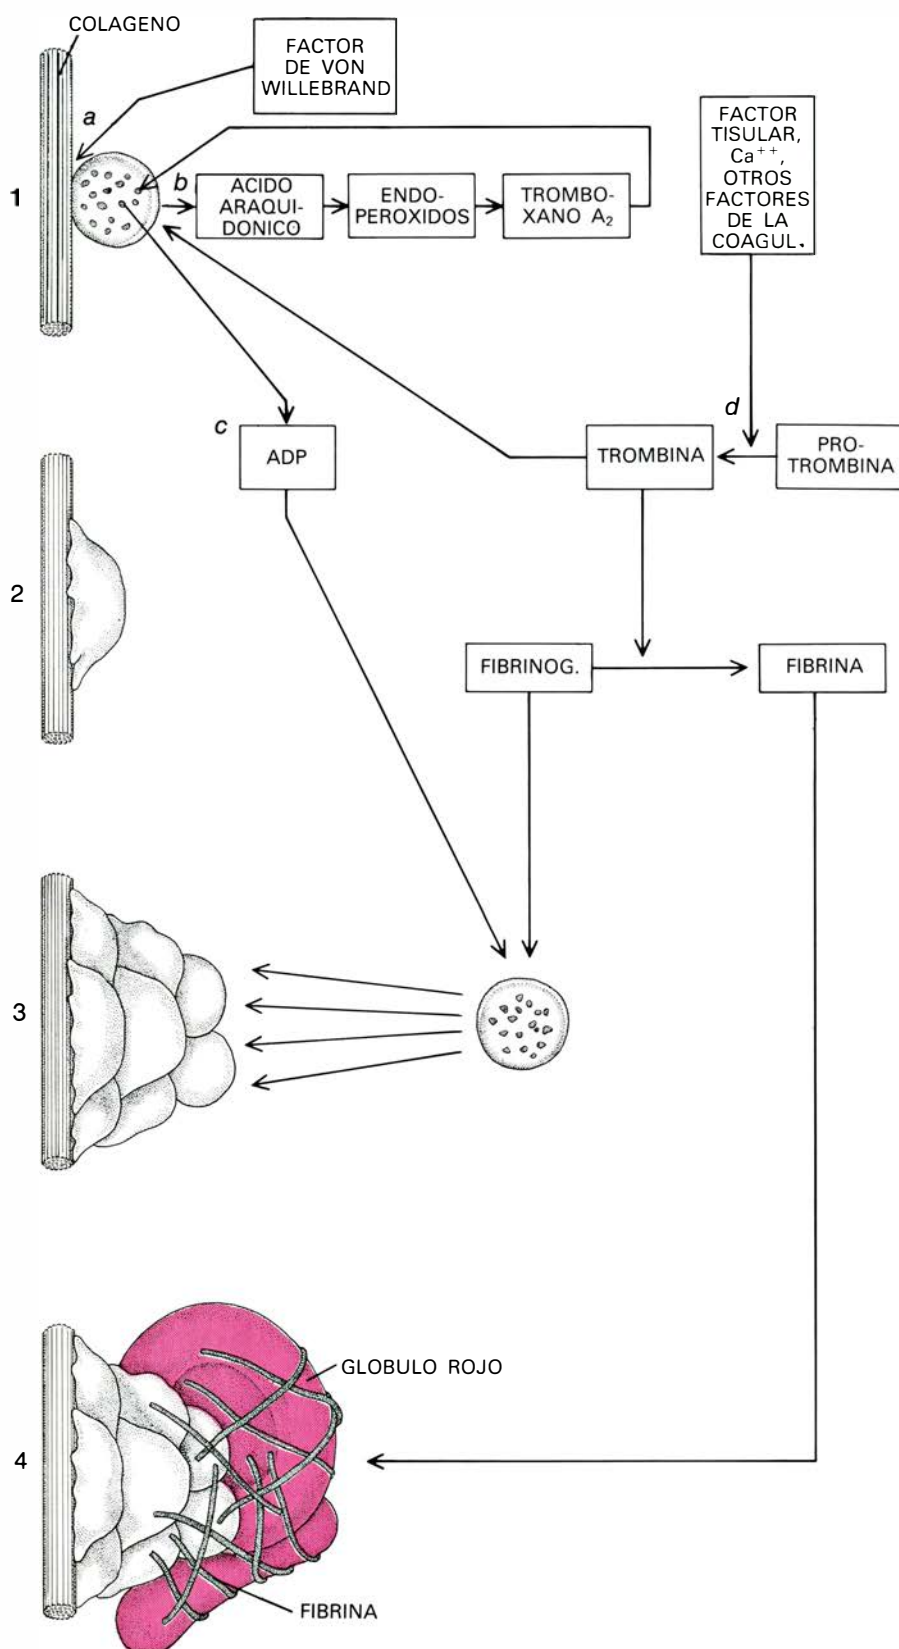 COLAGENO
FACTOR
DE VON
WILLEBRAND
a
FACTOR
TISULAR,
Ca++,
OTROS
FACTORES
DE LA
COAGUL.
1
b
ACIDO
ARAQUI-
DONICO
ENDO-
PEROXIDOS
TROMBO-
XANO A₂
c
ADP
d
TROMBINA
PRO-
TROMBINA
2
FIBRINOG.
FIBRINA
3
GLOBULO ROJO
4
FIBRINA